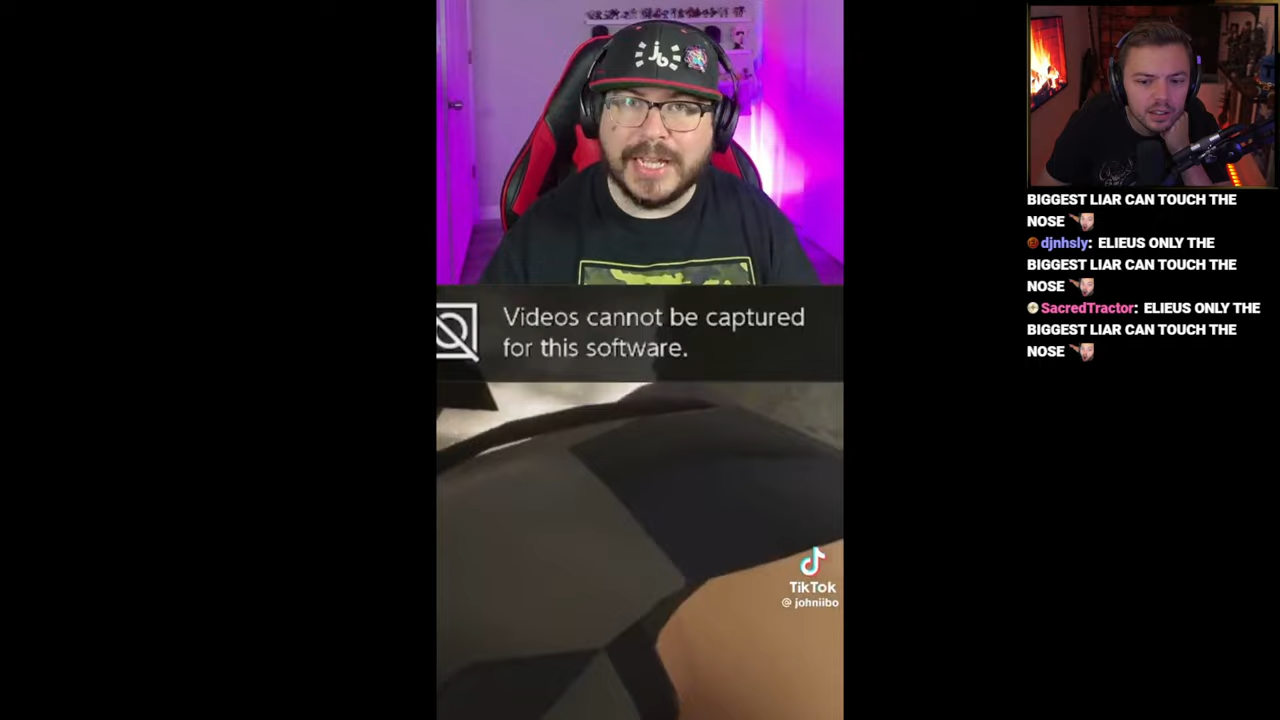 jb
Videos cannot be captured
for this software.
TikTok
@ johniibo
BIGGEST LIAR CAN TOUCH THE
NOSE
djnhsly: ELIEUS ONLY THE
BIGGEST LIAR CAN TOUCH THE
NOSE
SacredTractor: ELIEUS ONLY THE
BIGGEST LIAR CAN TOUCH THE
NOSE